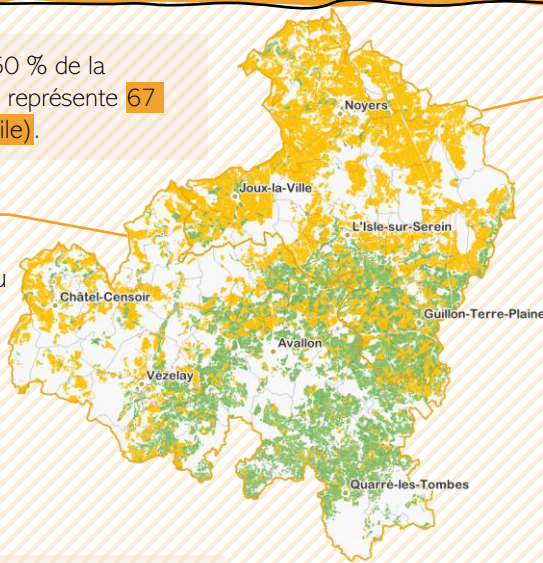 50 % de la
représente 67
ile).
Noyers
Joux-la-Ville
L'Isle-sur-Serein
u
Châtel-Censoir
Guillon-Terre-Plaine
Avallon
Vézelay
Quarré-les-Tombes